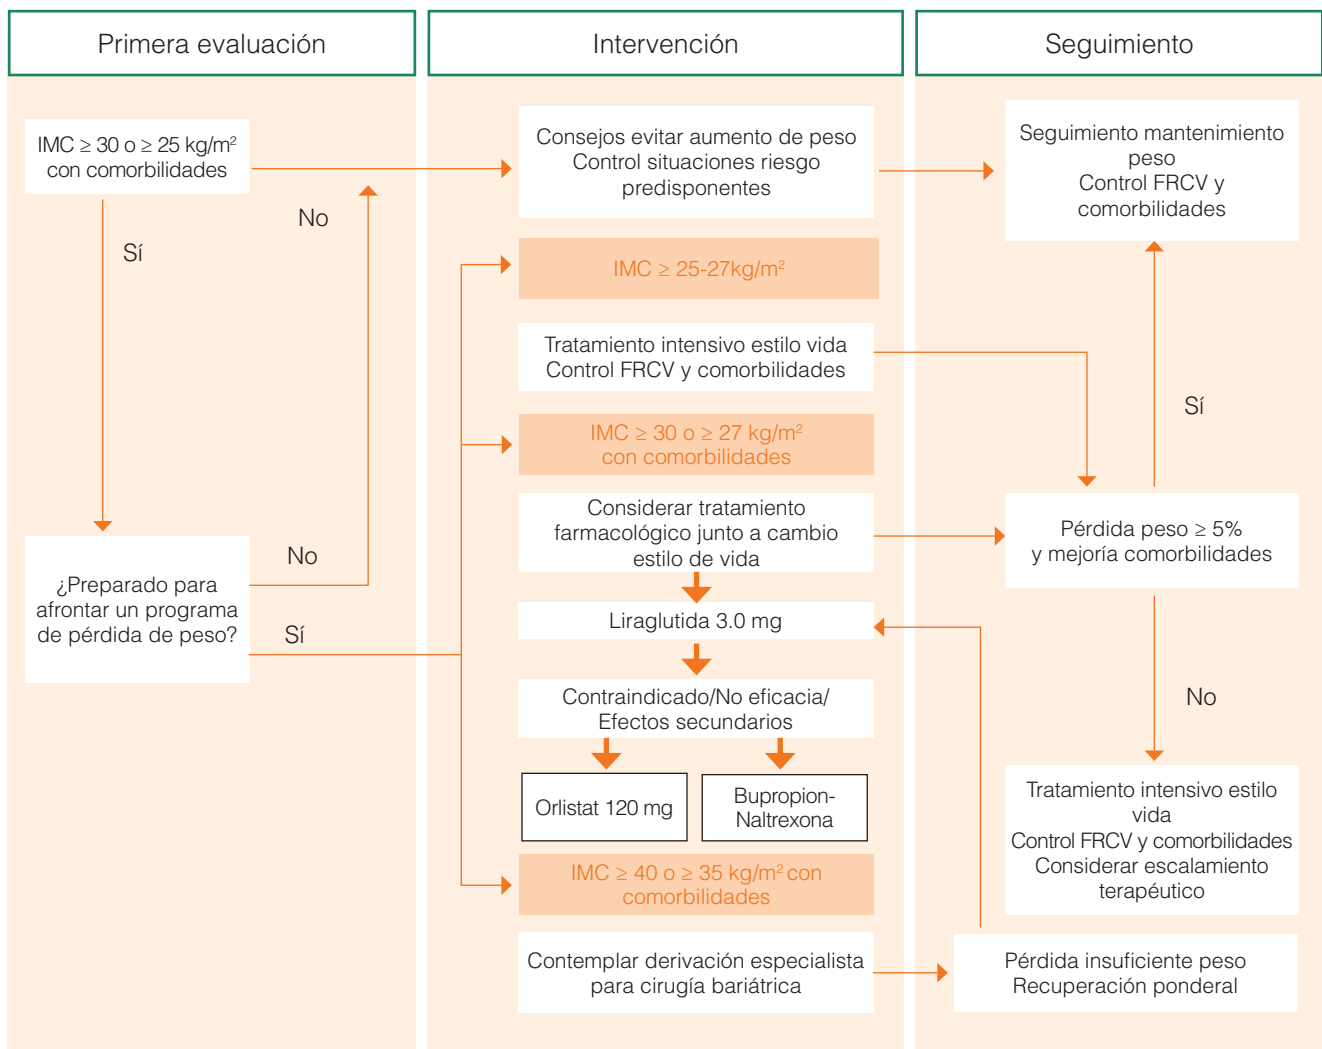 Primera evaluación
Intervención
Seguimiento
IMC ≥ 30 o ≥ 25 kg/m²
con comorbilidades
No
Sí
¿Preparado para
afrontar un programa
de pérdida de peso?
No
Sí
Consejos evitar aumento de peso
Control situaciones riesgo
predisponentes
IMC ≥ 25-27kg/m²
Tratamiento intensivo estilo vida
Control FRCV y comorbilidades
IMC ≥ 30 o ≥ 27 kg/m²
con comorbilidades
Considerar tratamiento
farmacológico junto a cambio
estilo de vida
Liraglutida 3.0 mg
Contraindicado/No eficacia/
Efectos secundarios
Orlistat 120 mg
Bupropion-
Naltrexona
IMC ≥ 40 o ≥ 35 kg/m² con
comorbilidades
Contemplar derivación especialista
para cirugía bariátrica
Seguimiento mantenimiento
peso
Control FRCV y
comorbilidades
Sí
Pérdida peso ≥ 5%
y mejoría comorbilidades
No
Tratamiento intensivo estilo
vida
Control FRCV y comorbilidades
Considerar escalamiento
terapéutico
Pérdida insuficiente peso
Recuperación ponderal